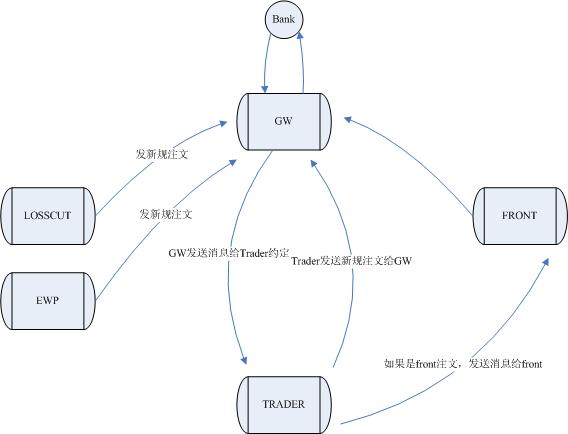 Bank
GW
发新规注文
LOSSCUT
发新规注文
FRONT
GW发送消息给Trader约定
Trader发送新规注文给GW
EWP
如果是front注文，发送消息给front
TRADER